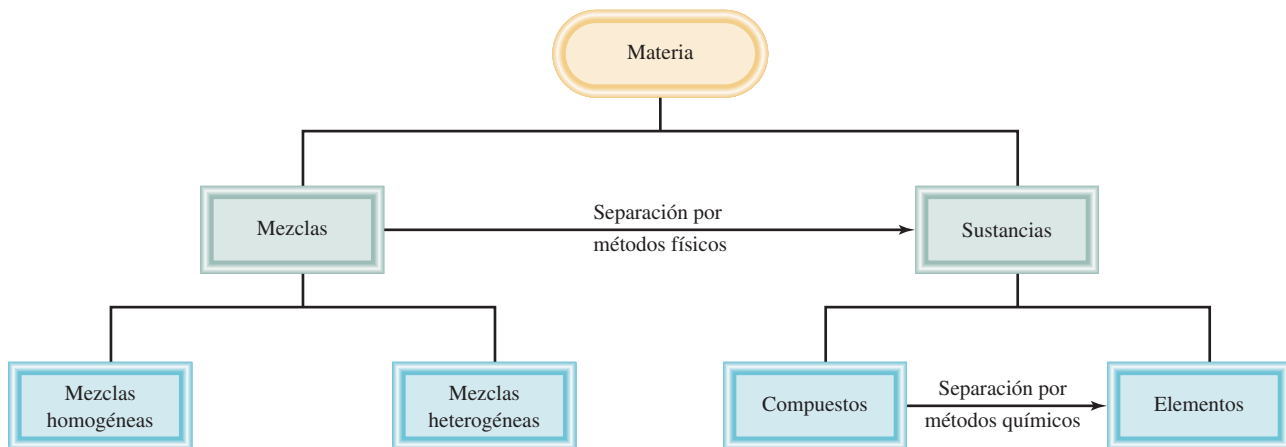 Materia
Mezclas
Separación por
métodos físicos
Sustancias
Mezclas
homogéneas
Mezclas
heterogéneas
Compuestos
Separación por
métodos químicos
Elementos